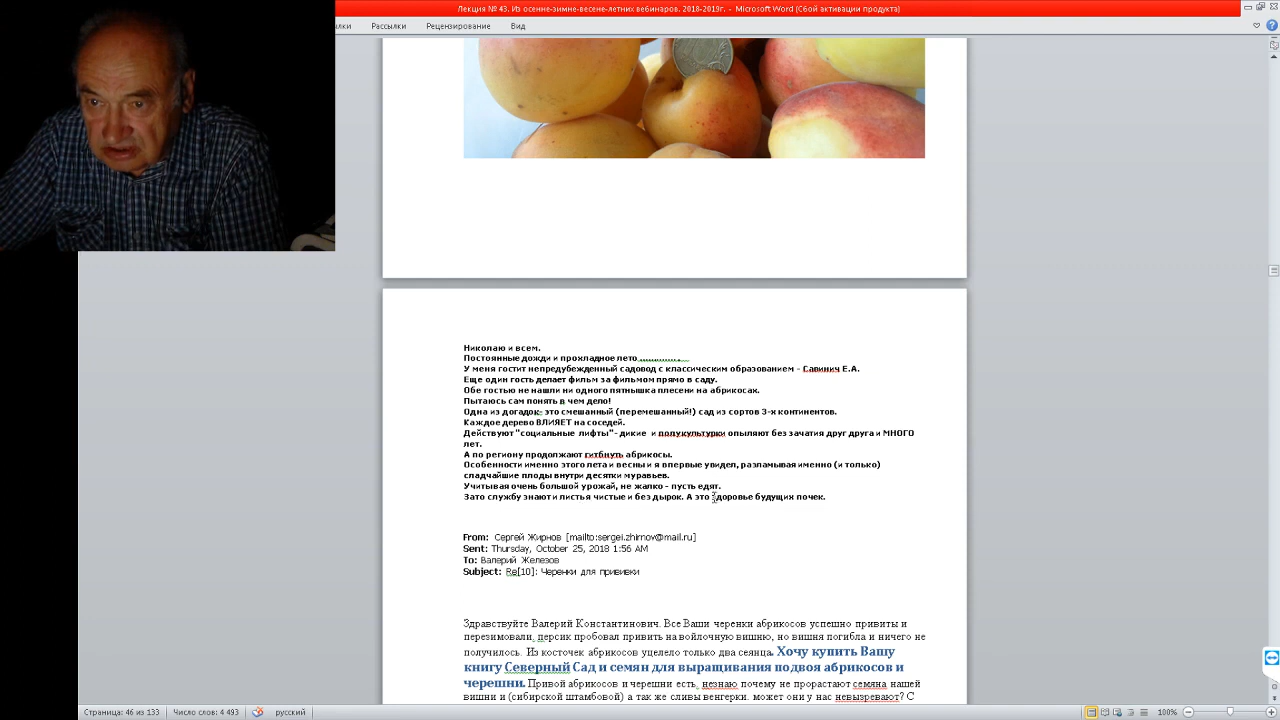 Лекция № 43. Из осенне-зимне-весене-летних вебинаров. 2018-2019г. - Microsoft Word (Сбой активации продукта)
Рассылки
Рецензирование
Вид
Николаю и всем.
Постоянные дожди и прохладное лето..............
У меня гостит непредубежденный садовод с классическим образованием - Савинич Е.А.
Еще один гость делает фильм за фильмом прямо в саду.
Обе гостью не нашли ни одного пятнышка плесени на абрикосах.
Пытаюсь сам понять в чем дело!
Одна из догадок- это смешанный (перемешанный!) сад из сортов 3-х континентов.
Каждое дерево ВЛИЯЕТ на соседей.
Действуют "социальные лифты"- дикие и полукультурки опыляют без зачатия друг друга и МНОГО
лет.
А по региону продолжают гитбнуть абрикосы.
Особенности именно этого лета и весны и я впервые увидел, разламывая именно (и только)
сладчайшие плоды внутри десятки муравьев.
Учитывая очень большой урожай, не жалко - пусть едят.
Зато службу знают и листья чистые и без дырок. А это здоровье будущих почек.
From: Сергей Жирнов [mailto:sergei.zhirnov@mail.ru]
Sent: Thursday, October 25, 2018 1:56 AM
To: Валерий Железов
Subject: Re[10]: Черенки для прививки
Здравствуйте Валерий Константинович. Все Ваши черенки абрикосов успешно привиты и
перезимовали, персик пробовал привить на войлочную вишню, но вишня погибла и ничего не
получилось. Из косточек абрикосов уцелело только два сеянца. Хочу купить Вашу
книгу Северный Сад и семян для выращивания подвоя абрикосов и
черешни. Привой абрикосов и черешни есть, незнаю почему не прорастают семяна нашей
вишни и (сибирской штамбовой) а так же сливы венгерки. может они у нас невызревают? С
Страница: 46 из 133
Число слов: 4 493
русский
100%